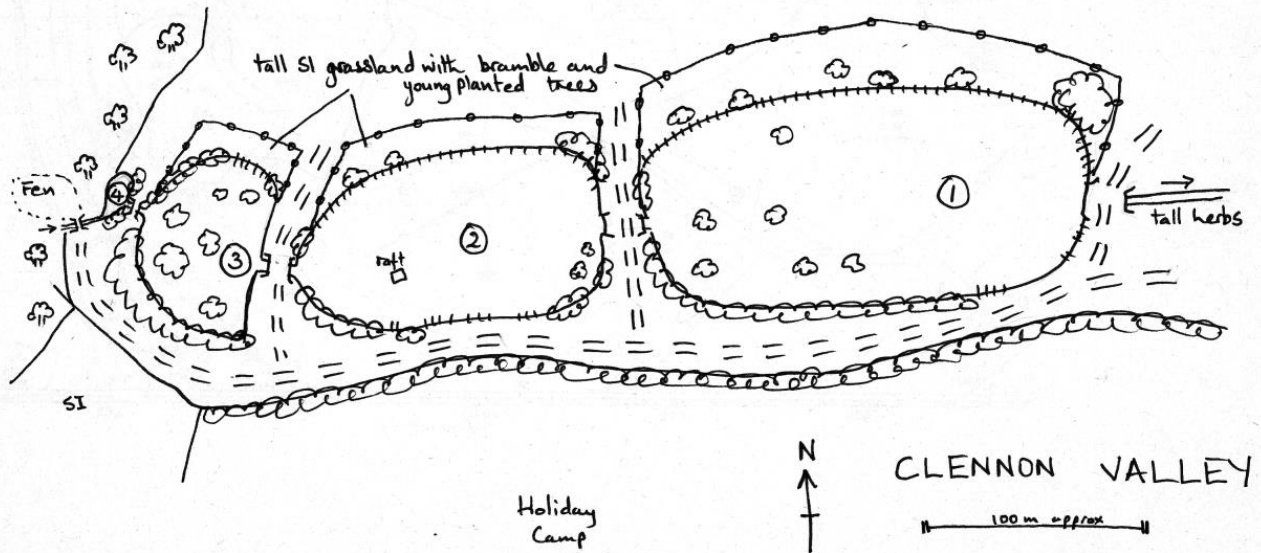 tall SI grassland with bramble and
young planted trees
Fen
④
③
②
①
raft
tall herbs
SI
Holiday
Camp
N
CLENNON VALLEY
100 m approx